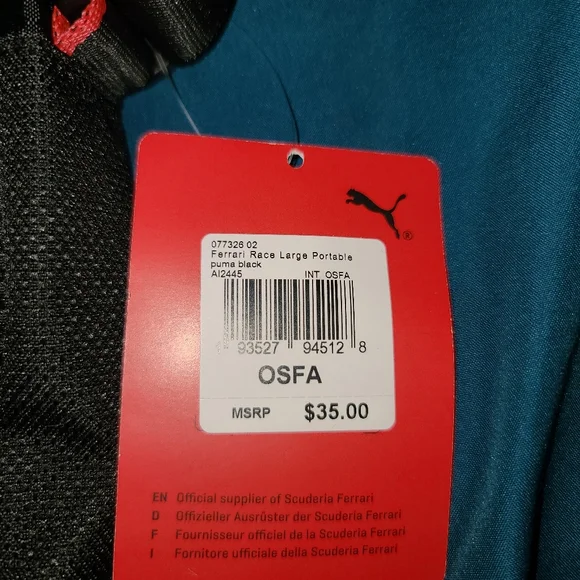 ®
077326 02
Ferrari Race Large Portable
puma black
AI2445 INT OSFA
93527 94512 8
OSFA
MSRP $35.00
EN Official supplier of Scuderia Ferrari
D Offizieller Ausrüster der Scuderia Ferrari
F Fournisseur officiel de la Scuderia Ferrari
I Fornitore ufficiale della Scuderia Ferrari